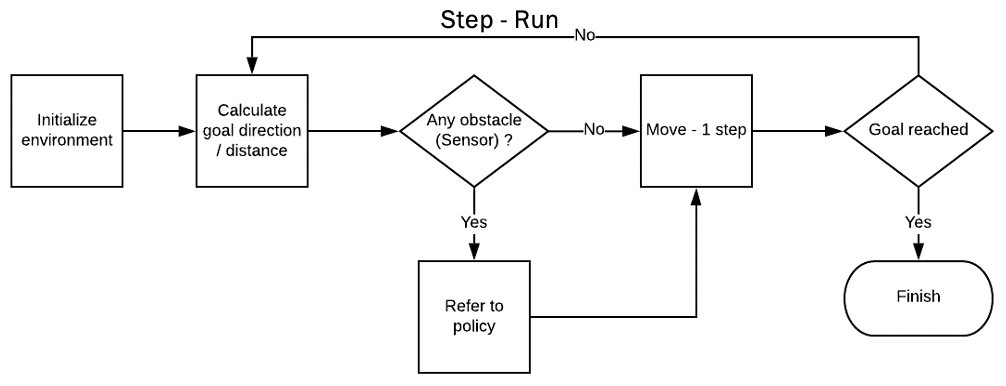 Step - Run
No
Initialize
environment
Calculate
goal direction
/ distance
Any obstacle
(Sensor) ?
No
Move - 1 step
Goal reached
Yes
Yes
Refer to
policy
Finish